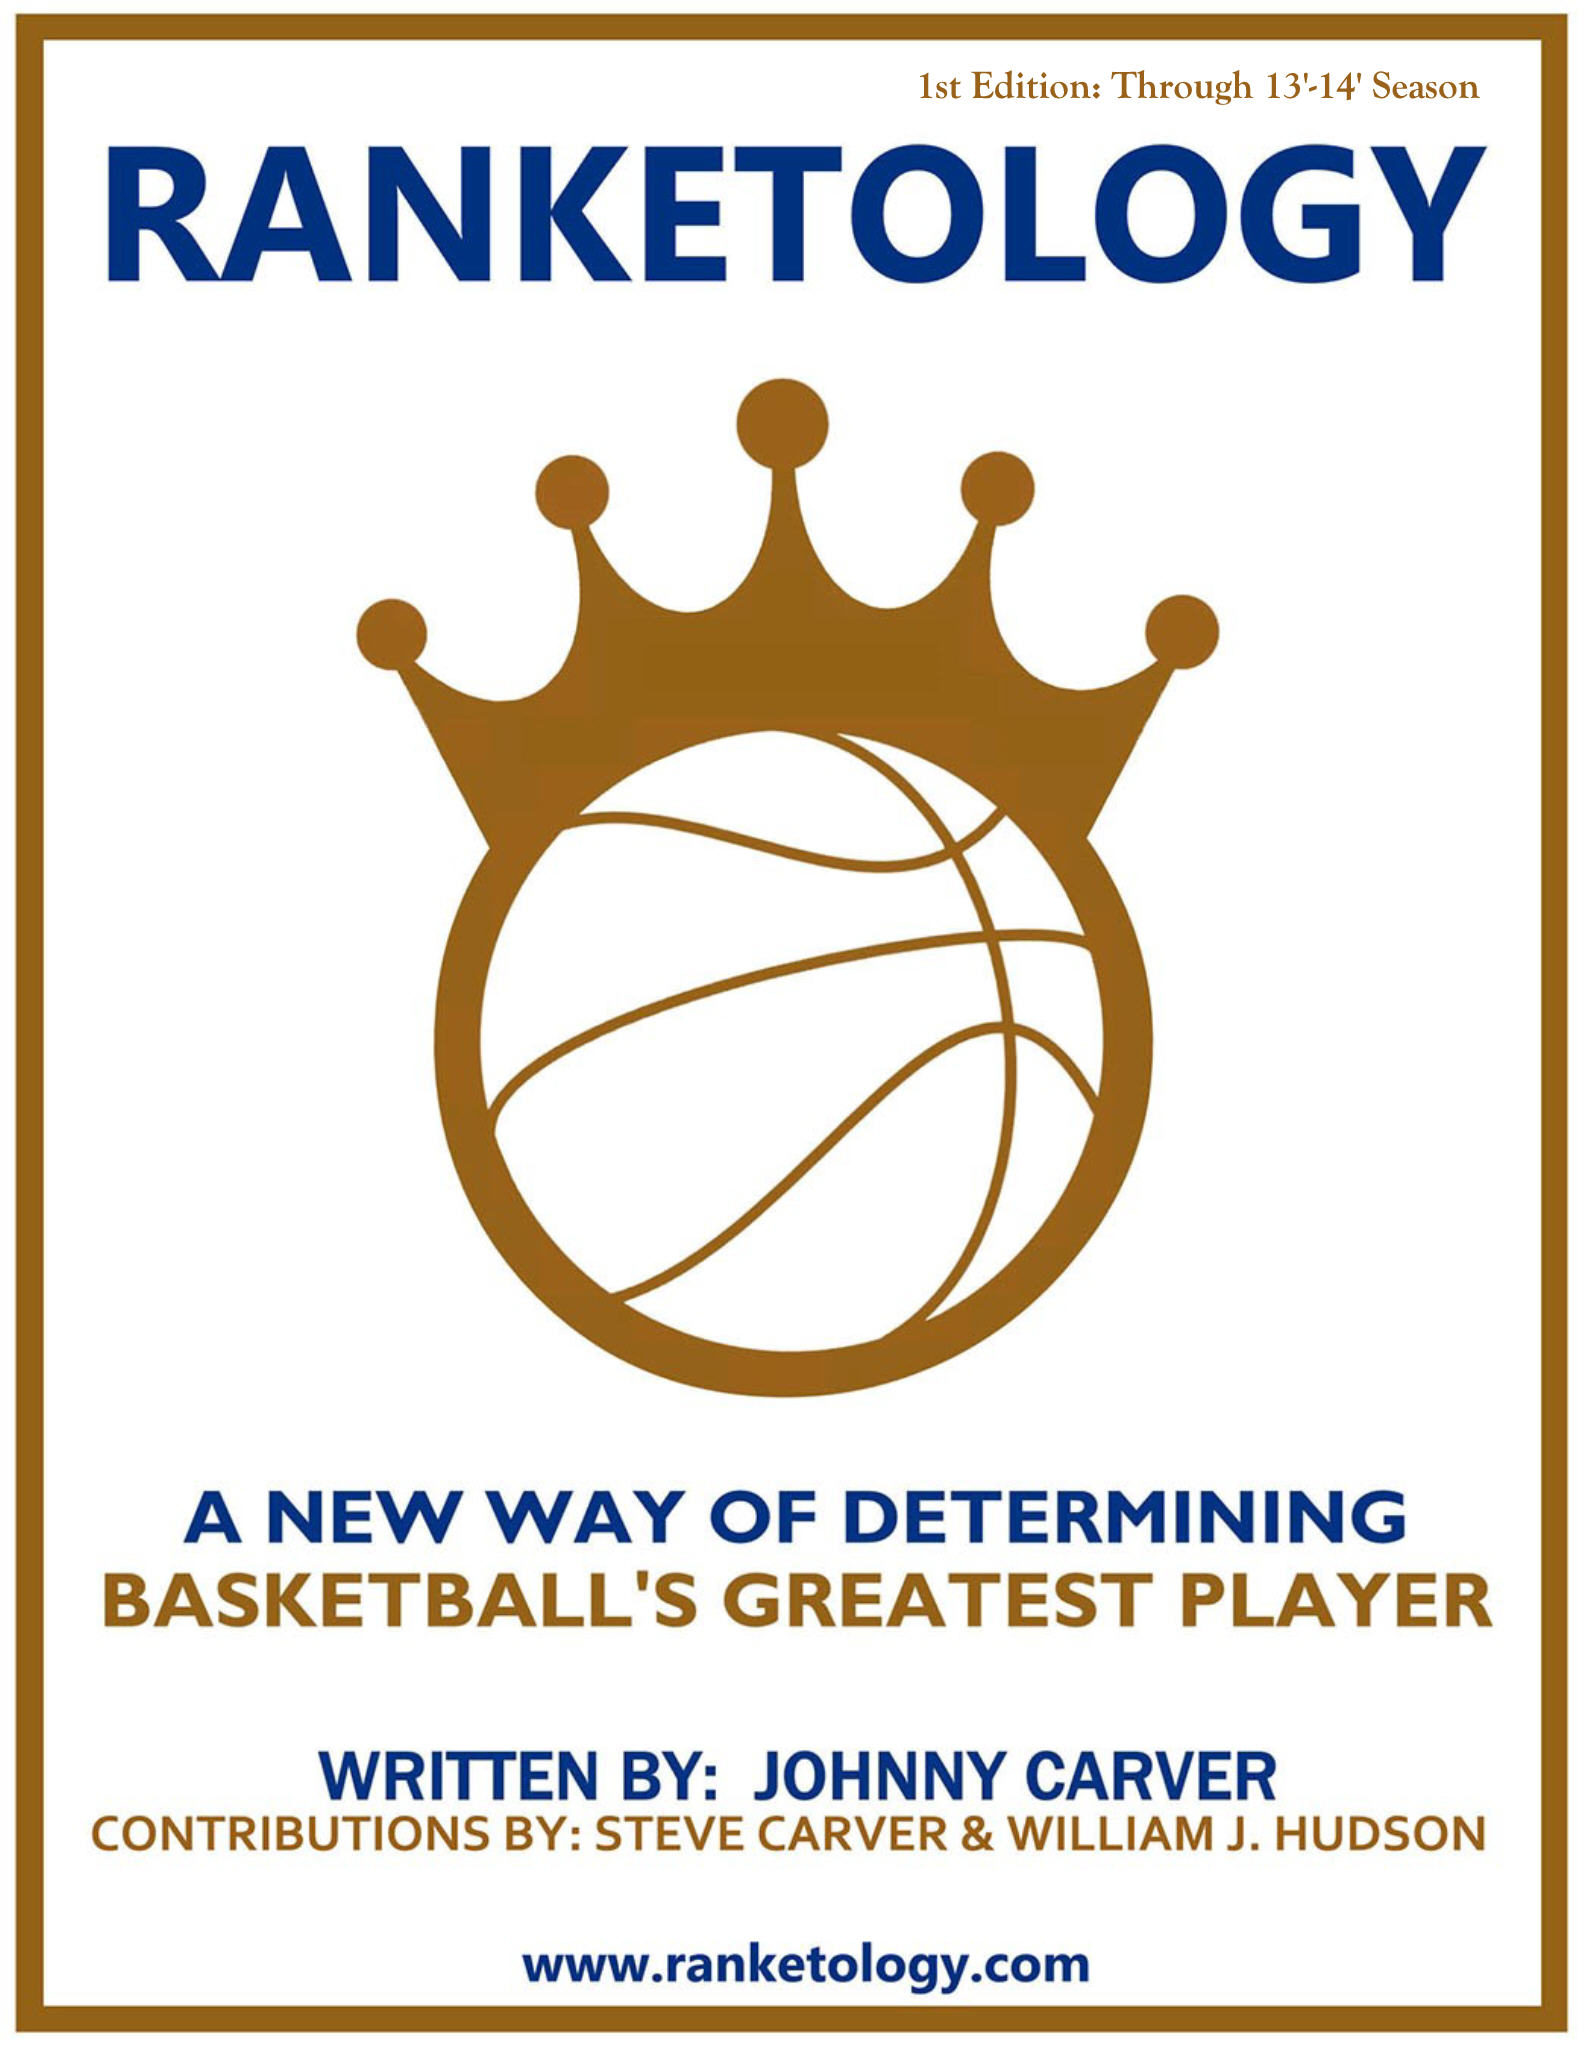 1st Edition: Through 13'-14' Season
RANKETOLOGY
A NEW WAY OF DETERMINING
BASKETBALL'S GREATEST PLAYER
WRITTEN BY: JOHNNY CARVER
CONTRIBUTIONS BY: STEVE CARVER & WILLIAM J. HUDSON
www.ranketology.com